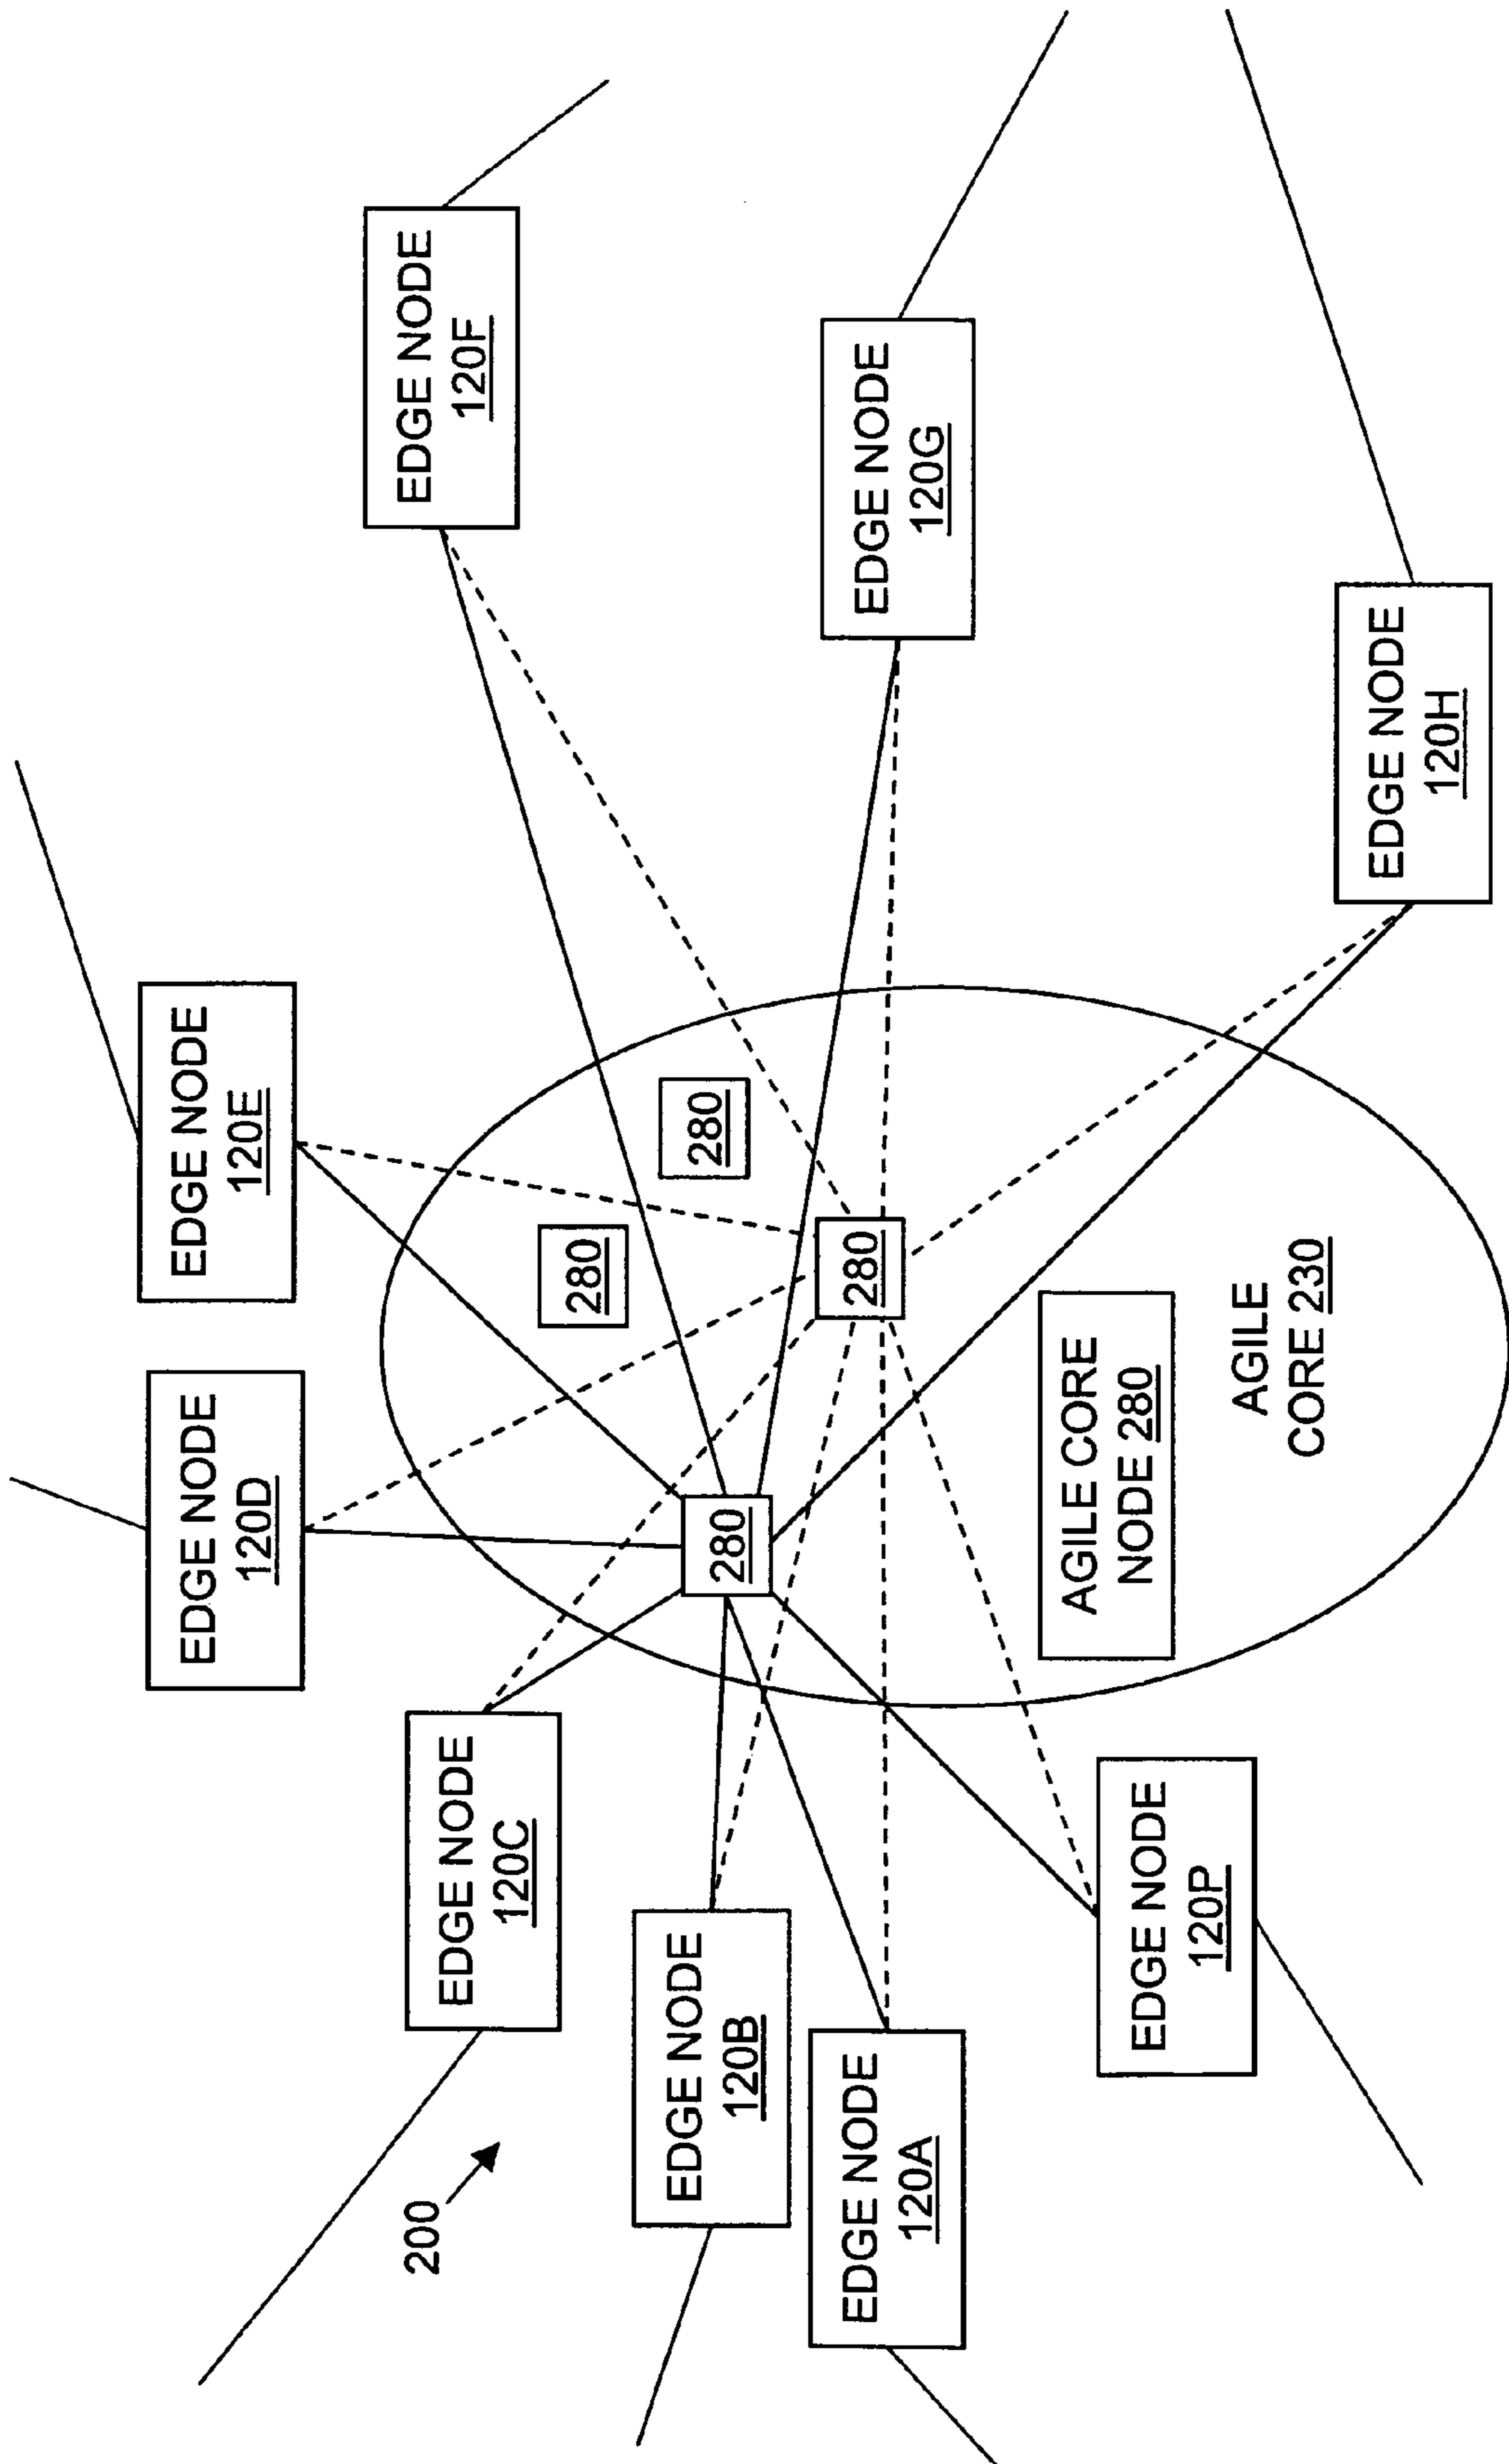 EDGE NODE
120D
EDGE NODE
120E
200
EDGE NODE
120C
EDGE NODE
120F
280
280
EDGE NODE
120B
280
280
EDGE NODE
120A
EDGE NODE
120G
AGILE CORE
NODE 280
EDGE NODE
120P
AGILE
CORE 230
EDGE NODE
120H